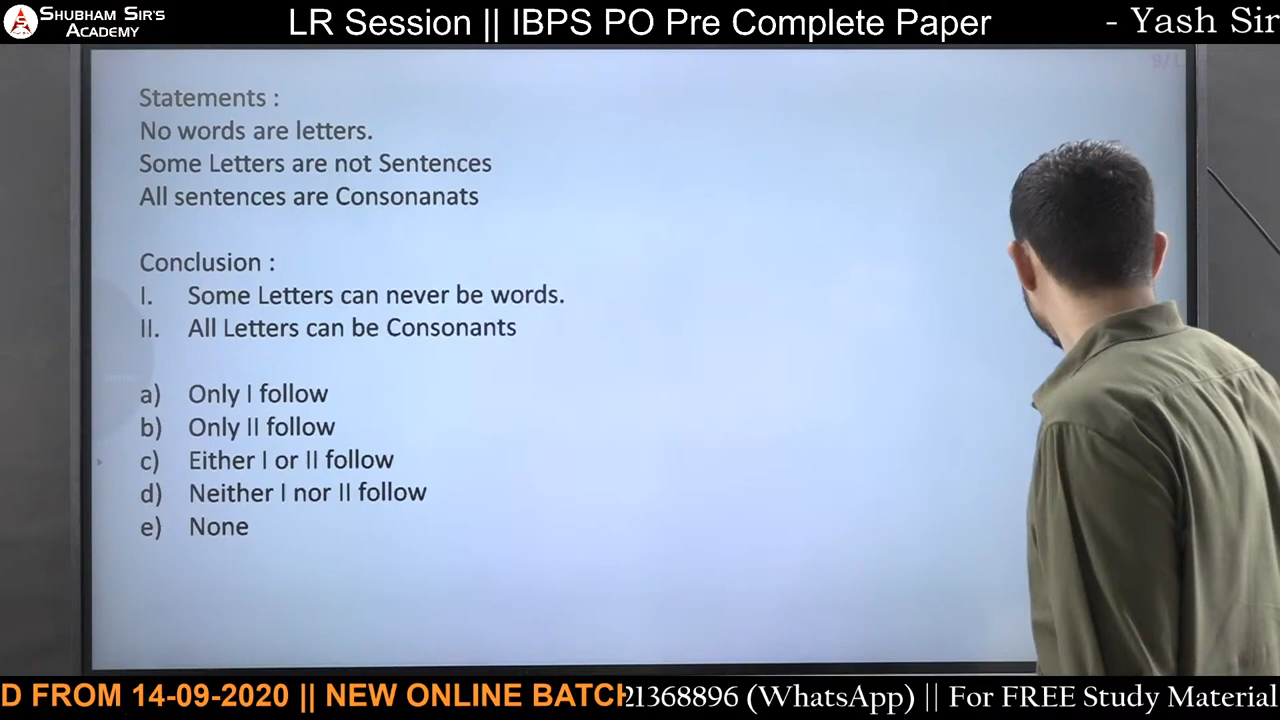 SHUBHAM SIR'S
ACADEMY
LR Session || IBPS PO Pre Complete Paper
- Yash Sir
Statements :
No words are letters.
Some Letters are not Sentences
All sentences are Consonanats
Conclusion :
I. Some Letters can never be words.
II. All Letters can be Consonants
a) Only I follow
b) Only II follow
c) Either I or II follow
d) Neither I nor II follow
e) None
D FROM 14-09-2020 || NEW ONLINE BATCH
21368896 (WhatsApp) || For FREE Study Material